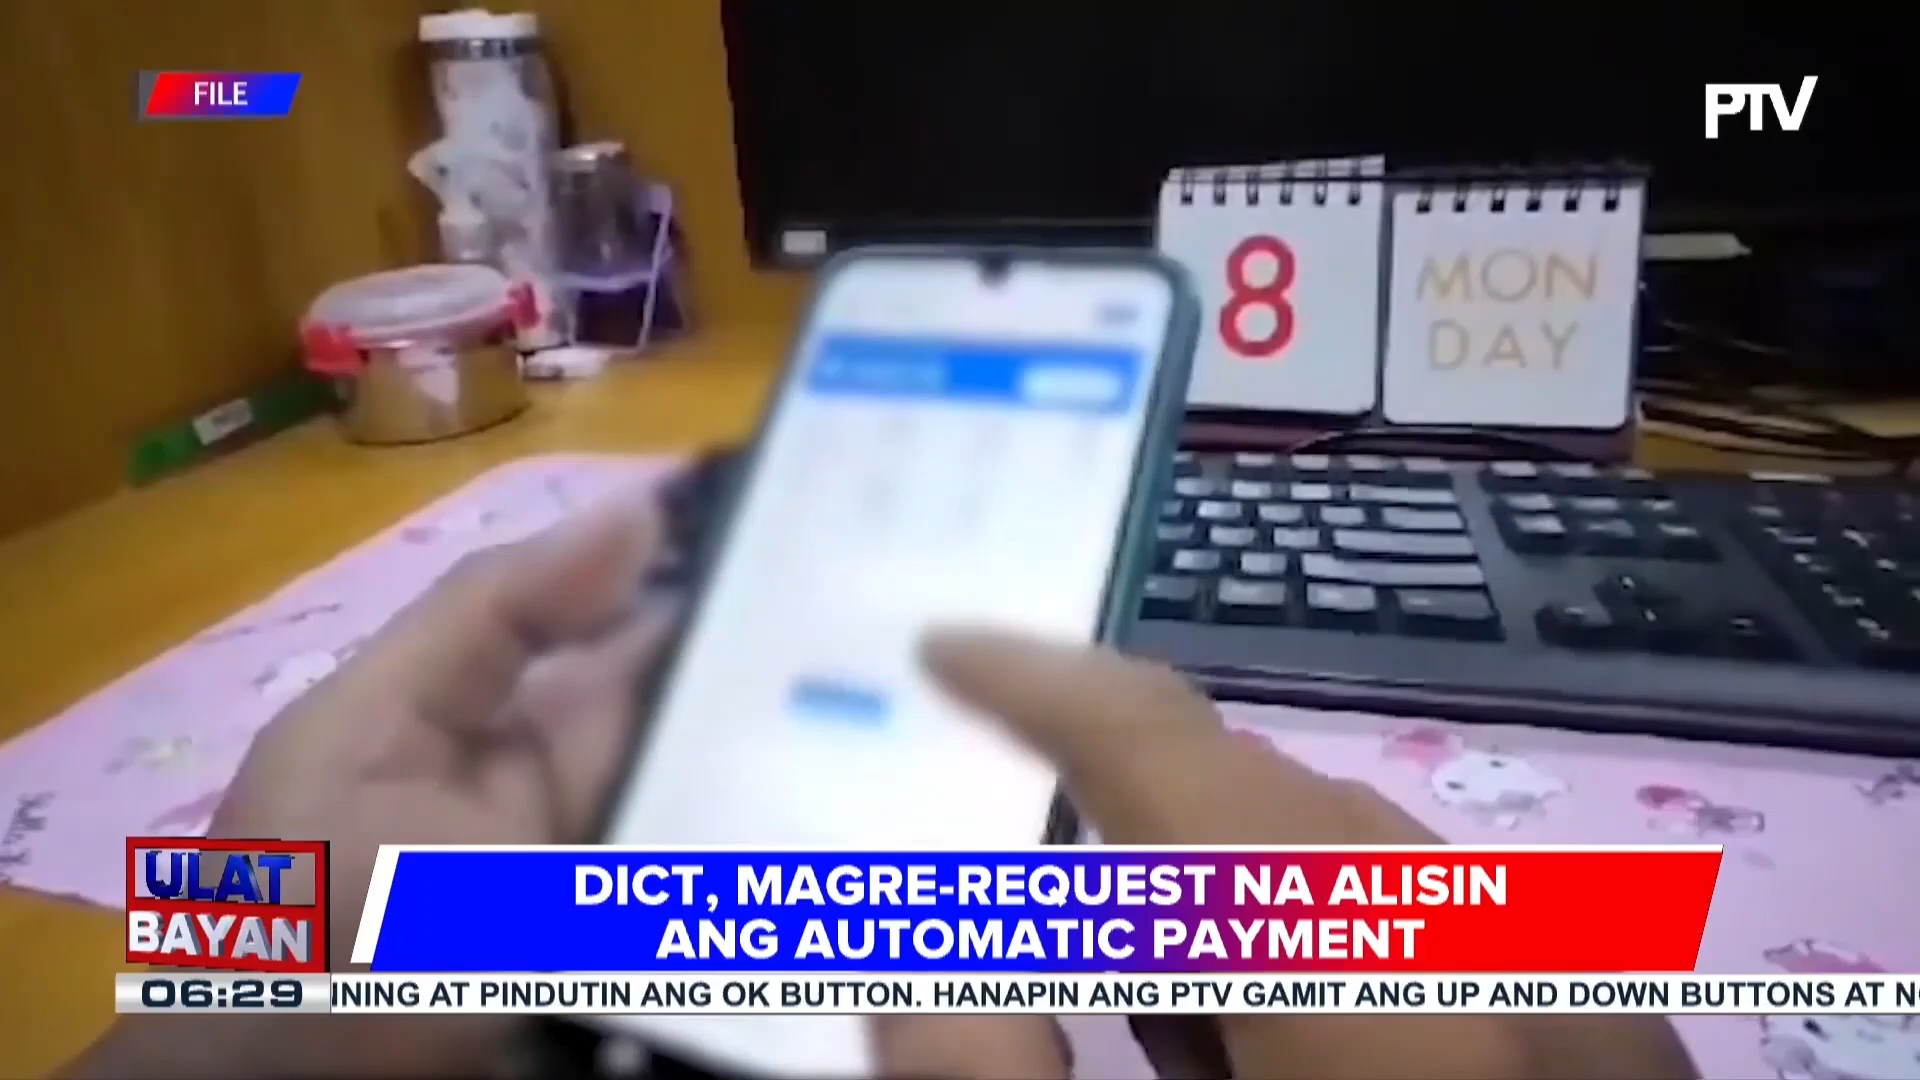 FILE
PTV
8
MON
DAY
ULAT
BAYAN
DICT, MAGRE-REQUEST NA ALISIN
ANG AUTOMATIC PAYMENT
06:29
INING AT PINDUTIN ANG OK BUTTON. HANAPIN ANG PTV GAMIT ANG UP AND DOWN BUTTONS AT